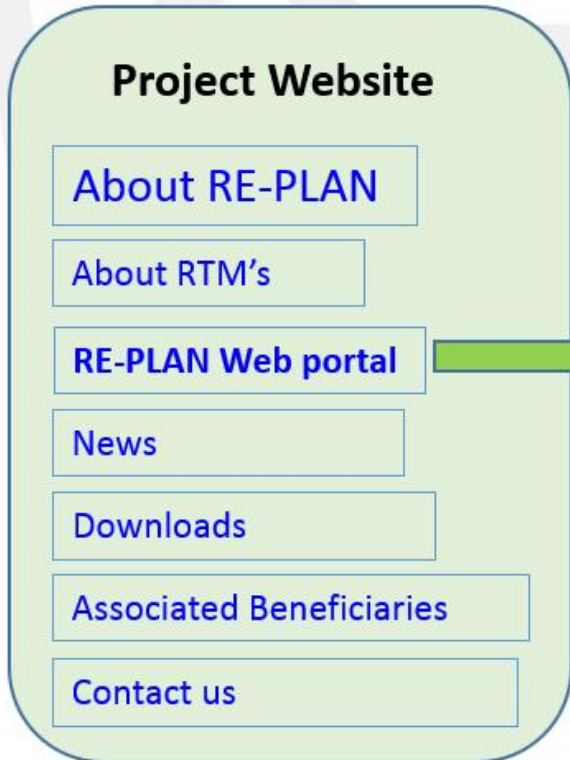 Project Website
About RE-PLAN
About RTM’s
RE-PLAN Web portal
News
Downloads
Associated Beneficiaries
Contact us